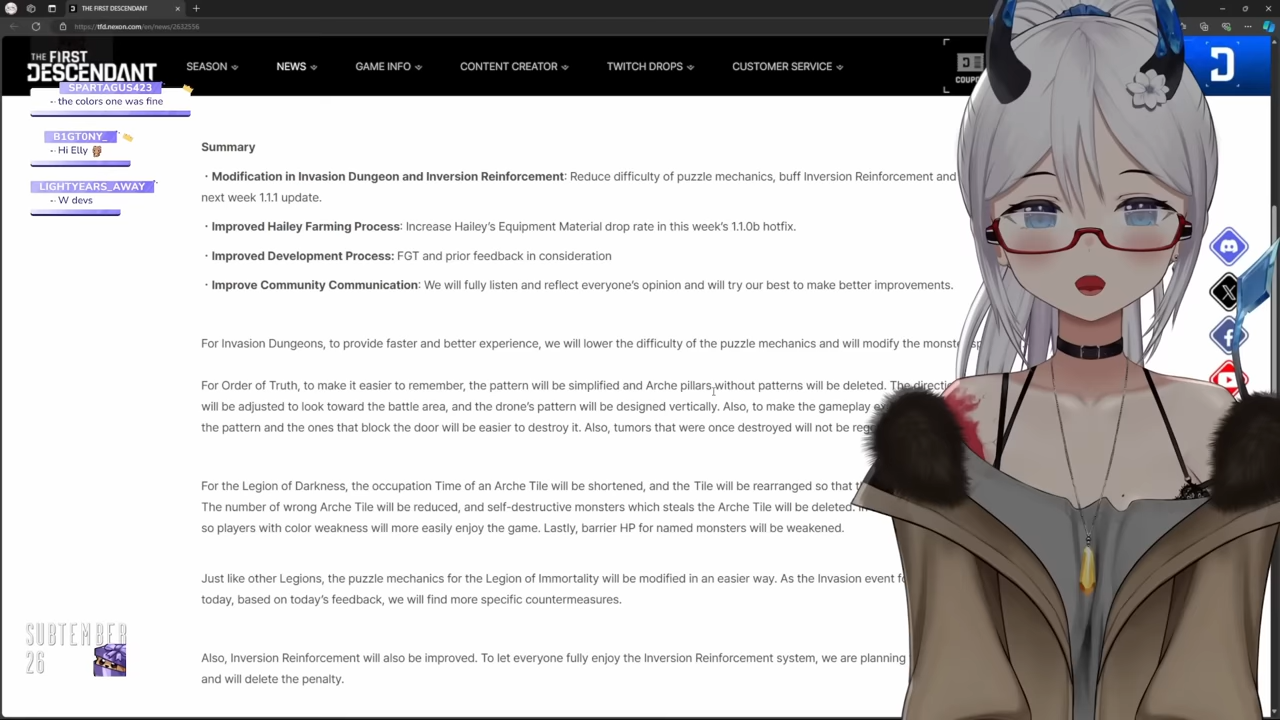 THE FIRST DESCENDANT
https://tfd.nexon.com/en/news/2632556
THE FIRST
DESCENDANT
SEASON
NEWS
GAME INFO
CONTENT CREATOR
TWITCH DROPS
CUSTOMER SERVICE
COUPO
SPARTAGUS423
the colors one was fine
B1GT0NY_
Hi Elly
LIGHTYEARS_AWAY
W devs
Summary
· Modification in Invasion Dungeon and Inversion Reinforcement: Reduce difficulty of puzzle mechanics, buff Inversion Reinforcement and
next week 1.1.1 update.
· Improved Hailey Farming Process: Increase Hailey's Equipment Material drop rate in this week's 1.1.0b hotfix.
· Improved Development Process: FGT and prior feedback in consideration
· Improve Community Communication: We will fully listen and reflect everyone's opinion and will try our best to make better improvements.
For Invasion Dungeons, to provide faster and better experience, we will lower the difficulty of the puzzle mechanics and will modify the
For Order of Truth, to make it easier to remember, the pattern will be simplified and Arche pillars without patterns will be deleted. The
will be adjusted to look toward the battle area, and the drone's pattern will be designed vertically. Also, to make the gameplay
the pattern and the ones that block the door will be easier to destroy it. Also, tumors that were once destroyed will not be
For the Legion of Darkness, the occupation Time of an Arche Tile will be shortened, and the Tile will be rearranged so that
The number of wrong Arche Tile will be reduced, and self-destructive monsters which steals the Arche Tile will be deleted.
so players with color weakness will more easily enjoy the game. Lastly, barrier HP for named monsters will be weakened.
Just like other Legions, the puzzle mechanics for the Legion of Immortality will be modified in an easier way. As the Invasion event
today, based on today's feedback, we will find more specific countermeasures.
Also, Inversion Reinforcement will also be improved. To let everyone fully enjoy the Inversion Reinforcement system, we are planning
and will delete the penalty.
SUBTEMBER
26